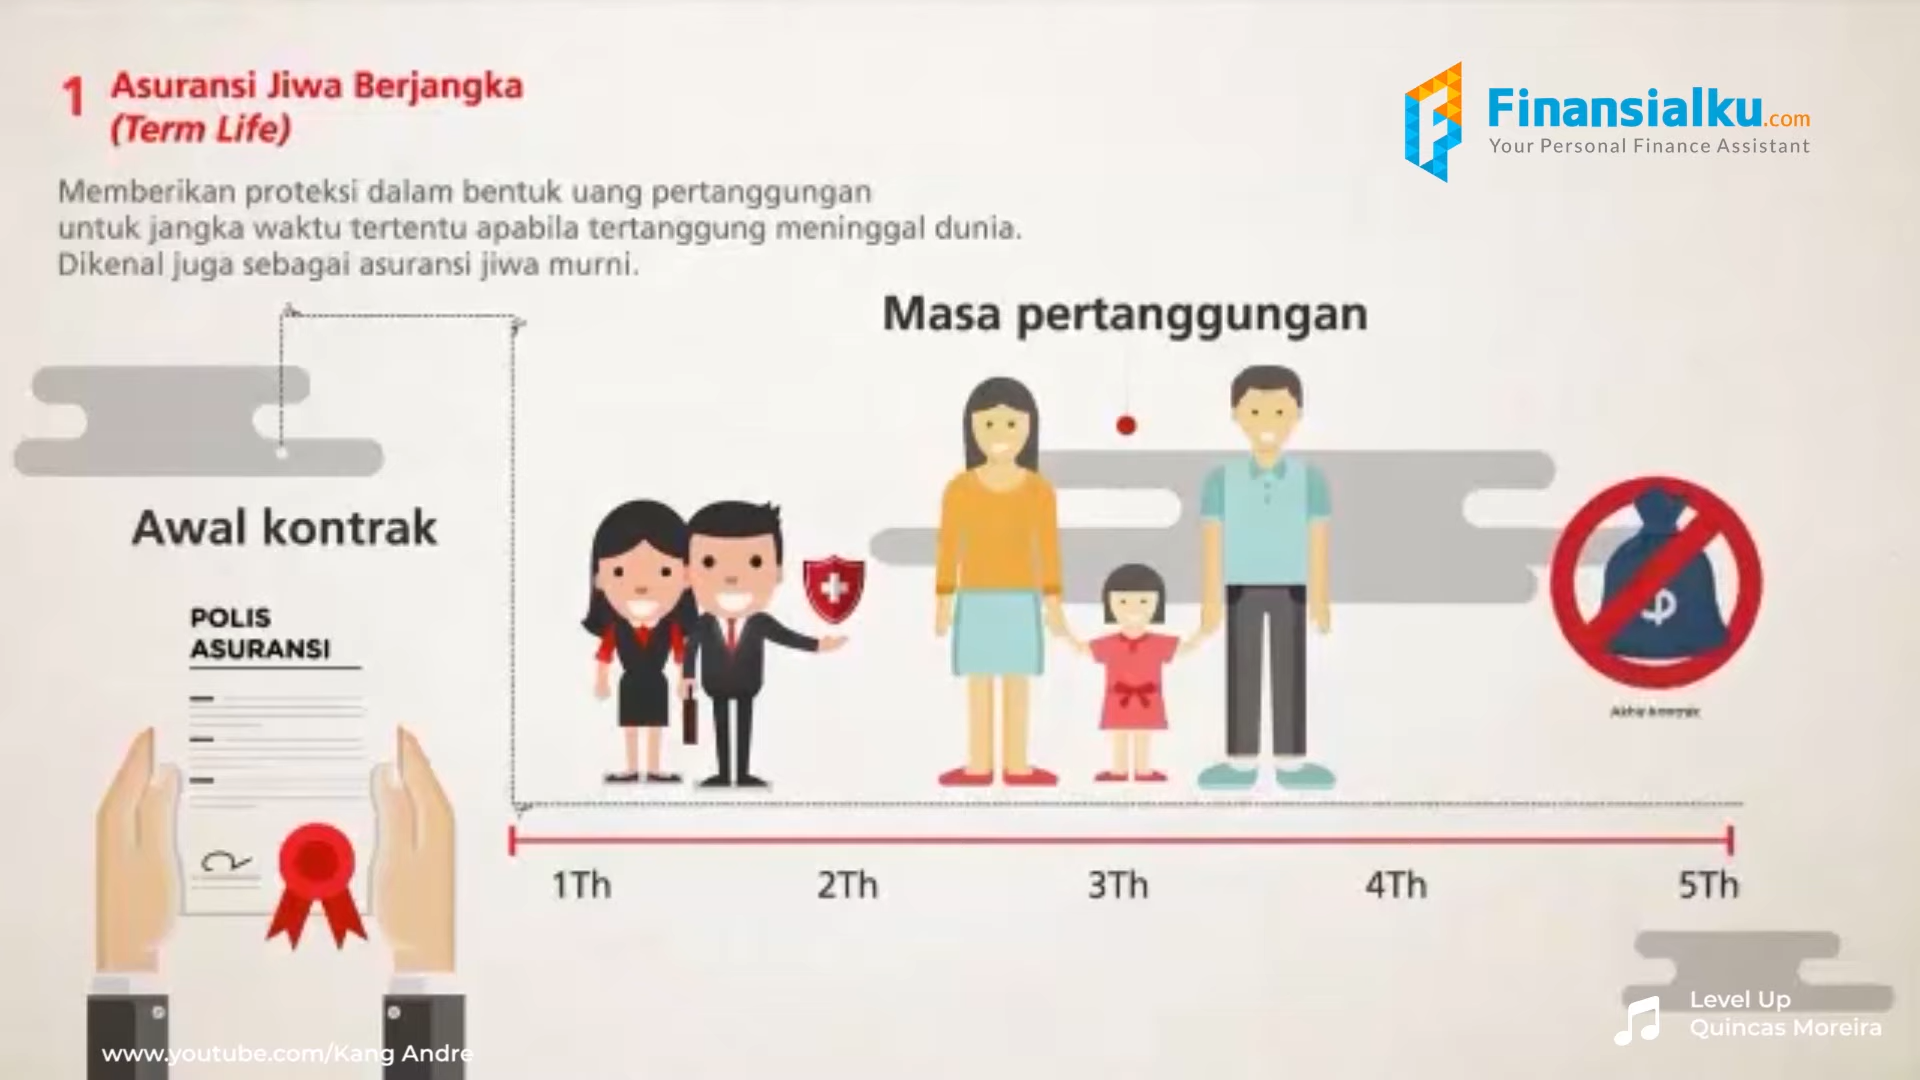 1 Asuransi Jiwa Berjangka
(Term Life)
Finansialku.com
Your Personal Finance Assistant
Memberikan proteksi dalam bentuk uang pertanggungan
untuk jangka waktu tertentu apabila tertanggung meninggal dunia.
Dikenal juga sebagai asuransi jiwa murni.
Masa pertanggungan
Awal kontrak
POLIS
ASURANSI
Akhir kontrak
1Th 2Th 3Th 4Th 5Th
Level Up
Quincas Moreira
www.youtube.com/Kang Andre